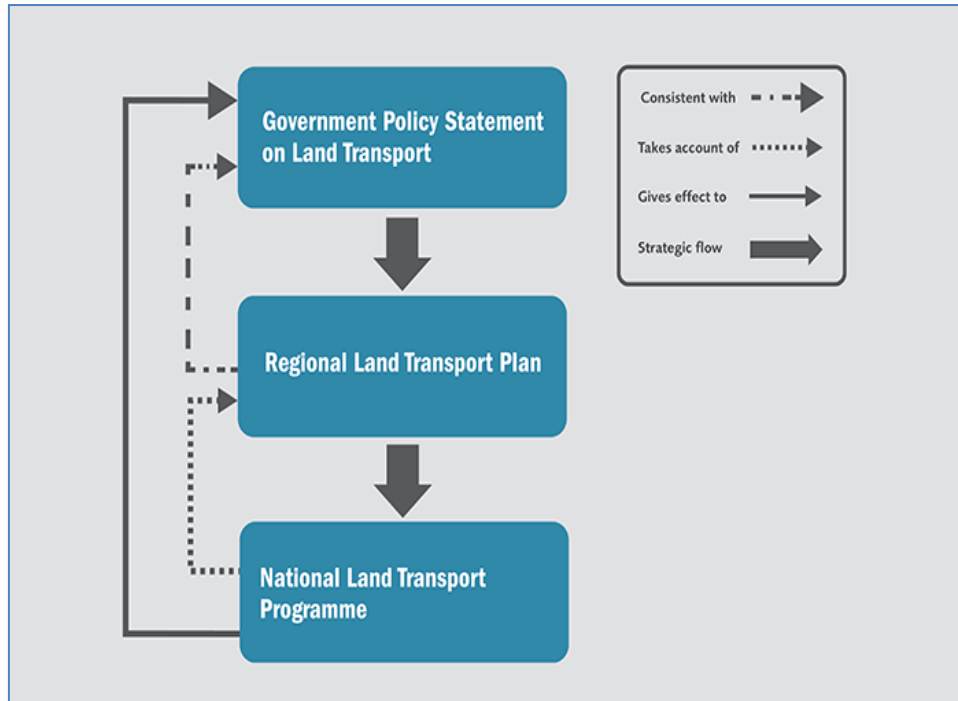 Government Policy Statement
on Land Transport
Regional Land Transport Plan
National Land Transport
Programme
Consistent with
Takes account of
Gives effect to
Strategic flow